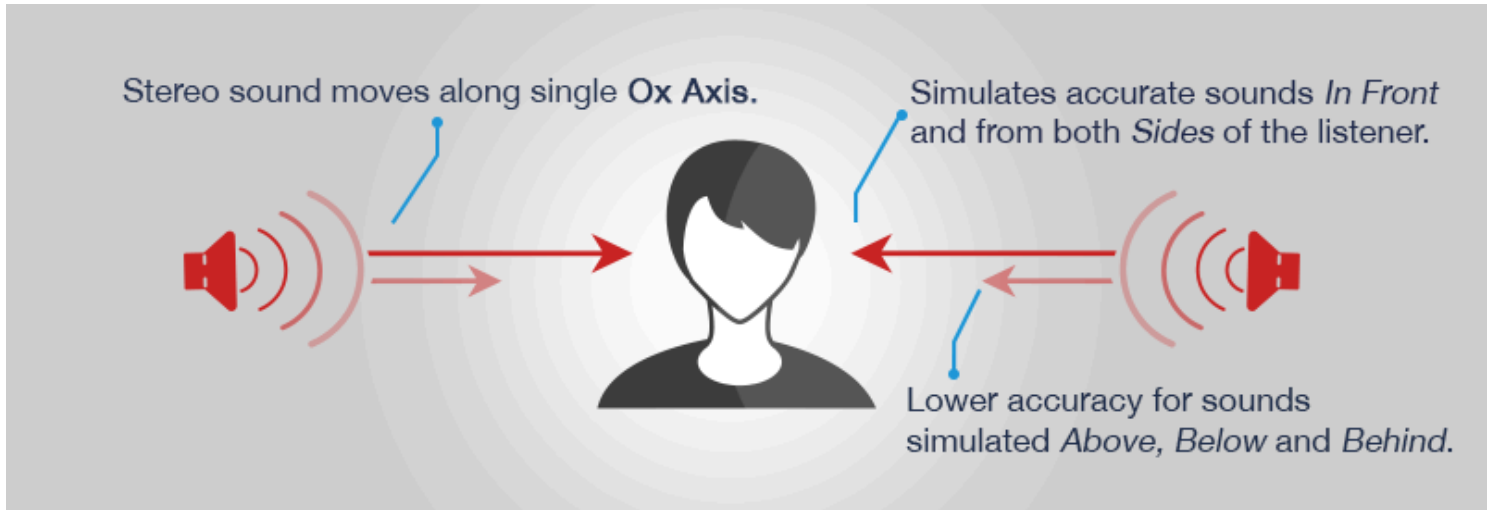 Stereo sound moves along single Ox Axis.
Simulates accurate sounds In Front
and from both Sides of the listener.
Lower accuracy for sounds
simulated Above, Below and Behind.